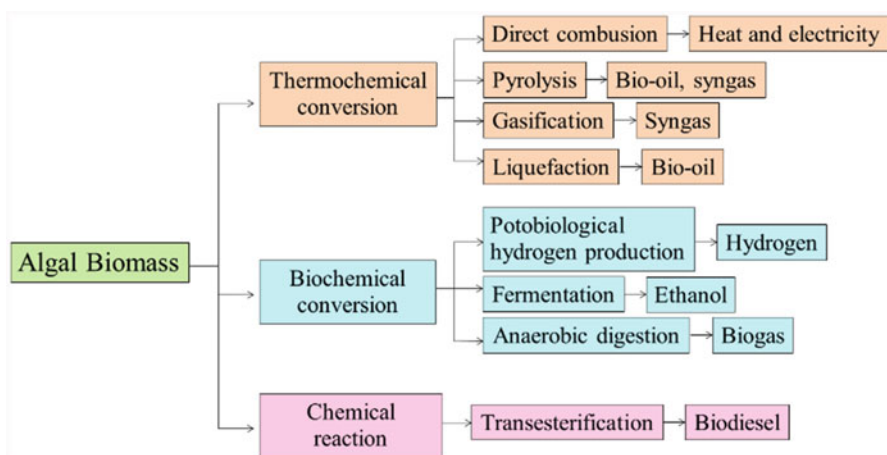 Algal Biomass
Thermochemical
conversion
Direct combusion
Heat and electricity
Pyrolysis
Bio-oil, syngas
Gasification
Syngas
Liquefaction
Bio-oil
Biochemical
conversion
Potobiological
hydrogen production
Hydrogen
Fermentation
Ethanol
Anaerobic digestion
Biogas
Chemical
reaction
Transesterification
Biodiesel